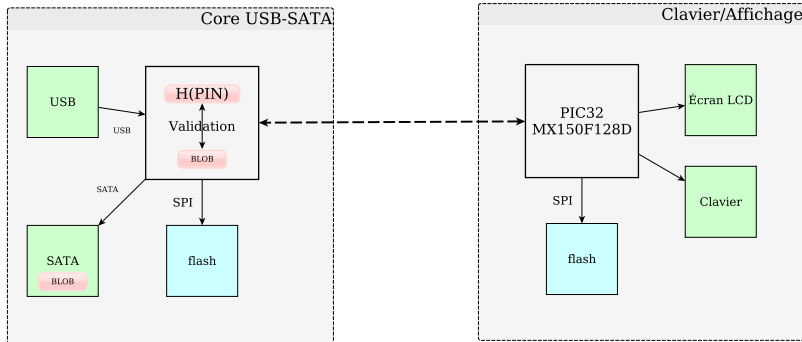 Core USB-SATA
USB
USB
H(PIN)
Validation
BLOB
SATA
SPI
SATA
BLOB
flash
Clavier/Affichage
PIC32
MX150F128D
Écran LCD
Clavier
SPI
flash